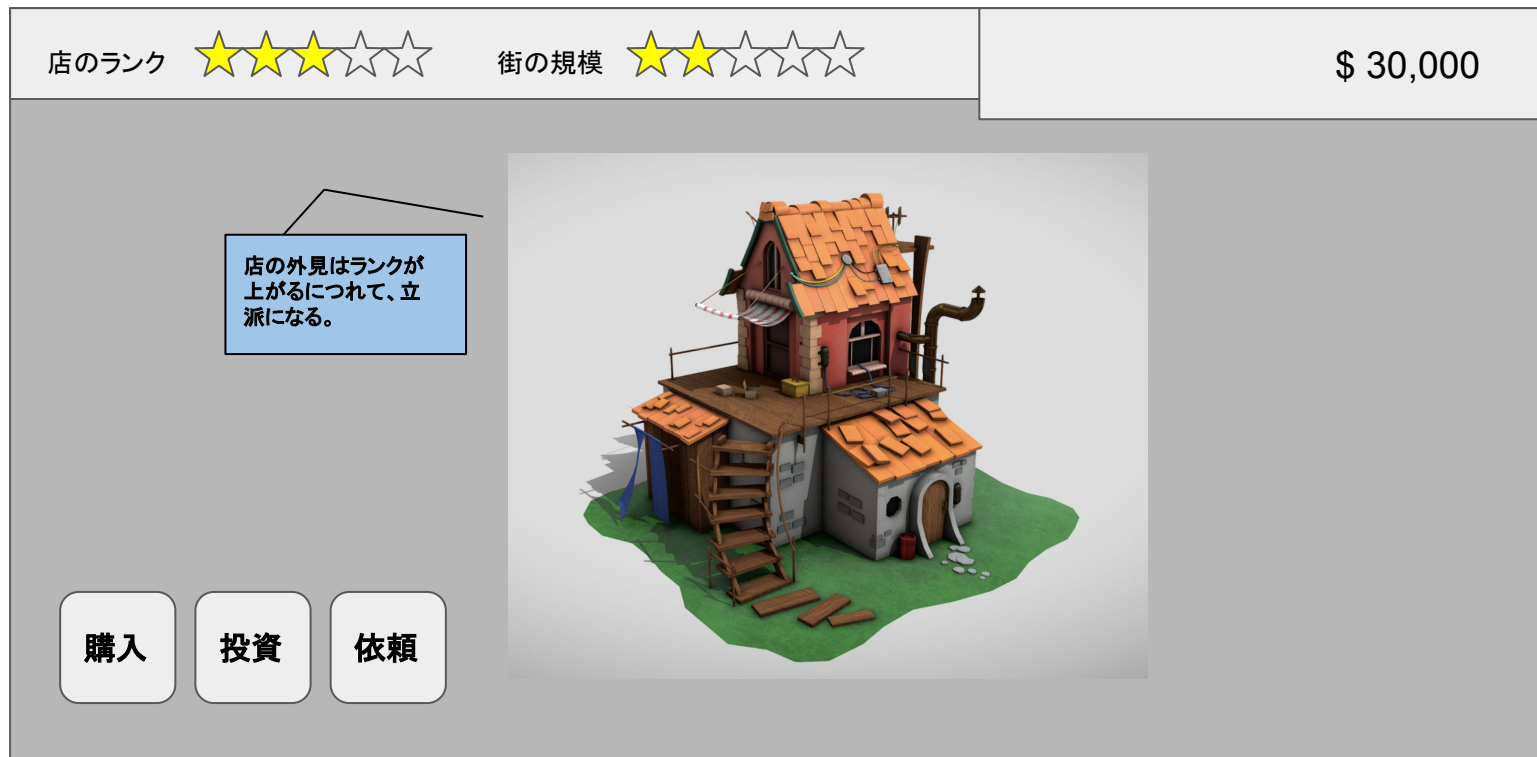 店のランク
街の規模
$ 30,000
店の外見はランクが
上がるにつれて、立
派になる。
購入
投資
依頼